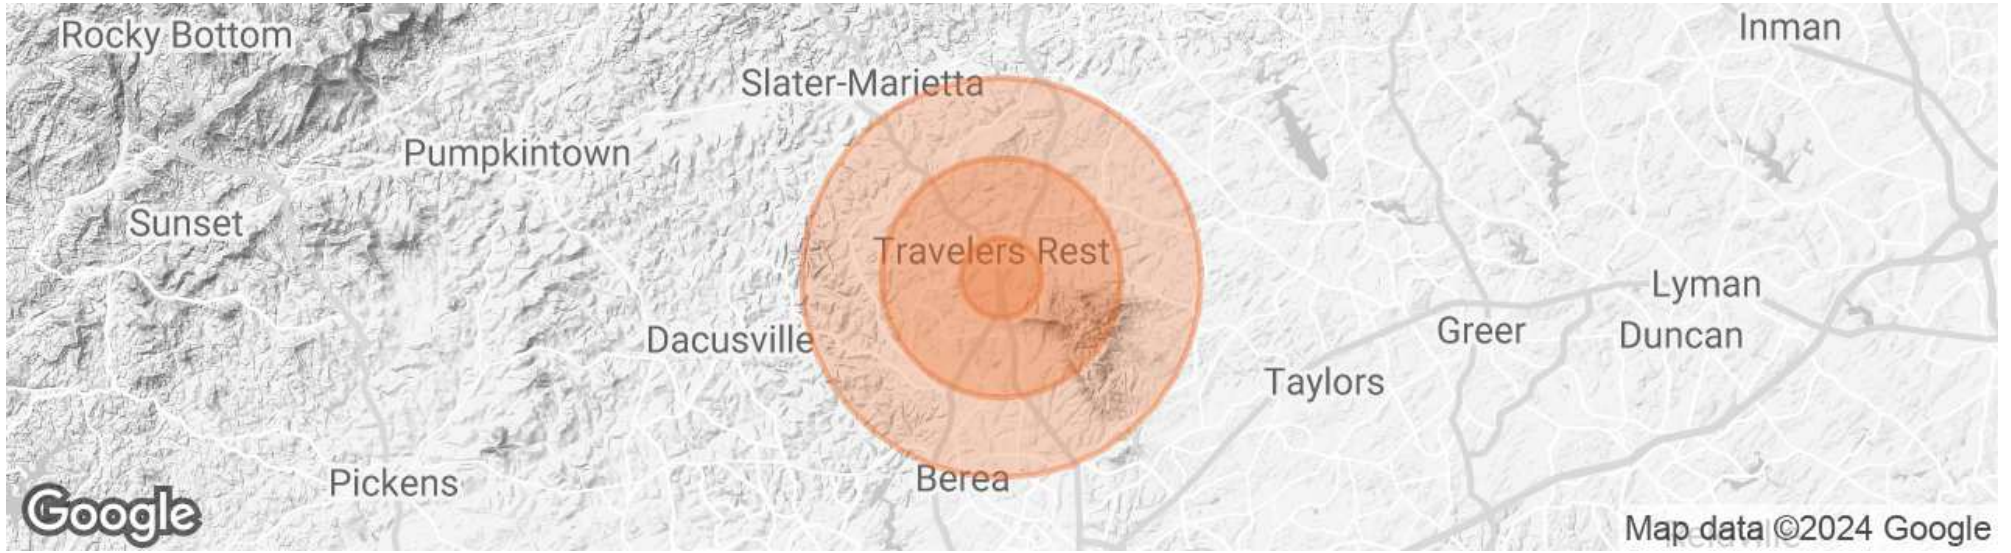 Rocky Bottom
Inman
Slater-Marietta
Pumpkintown
Sunset
Travelers Rest
Lyman
Greer
Duncan
Dacusville
Taylors
Pickens
Berea
Google
Map data ©2024 Google